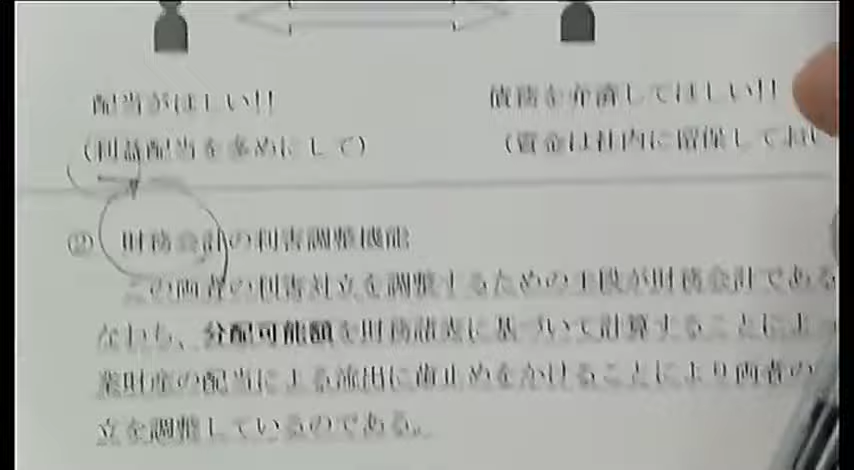 配当がほしい!!
債務を弁済してほしい!!
(利益配当を多めにして)
(資金は社内に留保しておい
② 財務会計の利害調整機能
この両者の利害対立を調整するための手段が財務会計である
なわち、分配可能額を財務諸表に基づいて計算することによっ
業財産の配当による流出に歯止めをかけることにより両者の
立を調整しているのである。